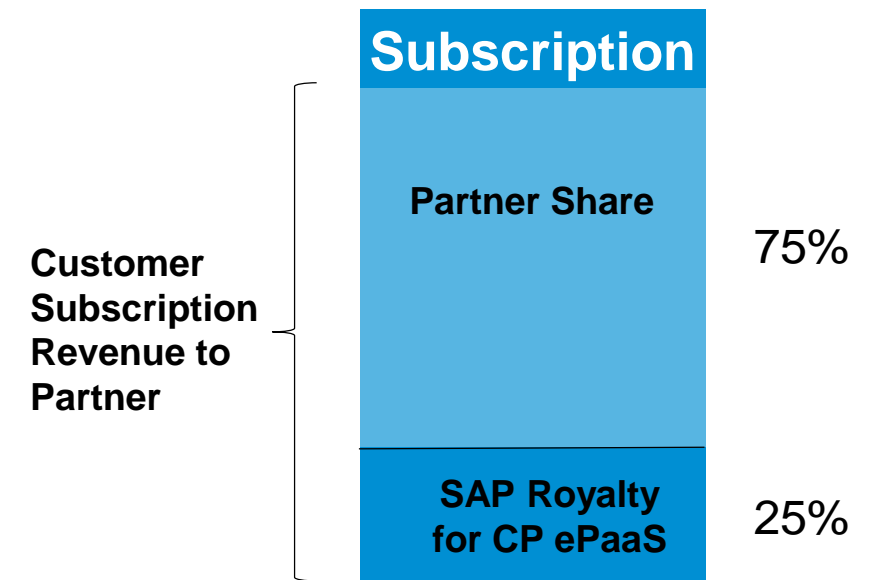 Subscription
Partner Share
75%
Customer
Subscription
Revenue to
Partner
SAP Royalty
for CP ePaaS
25%